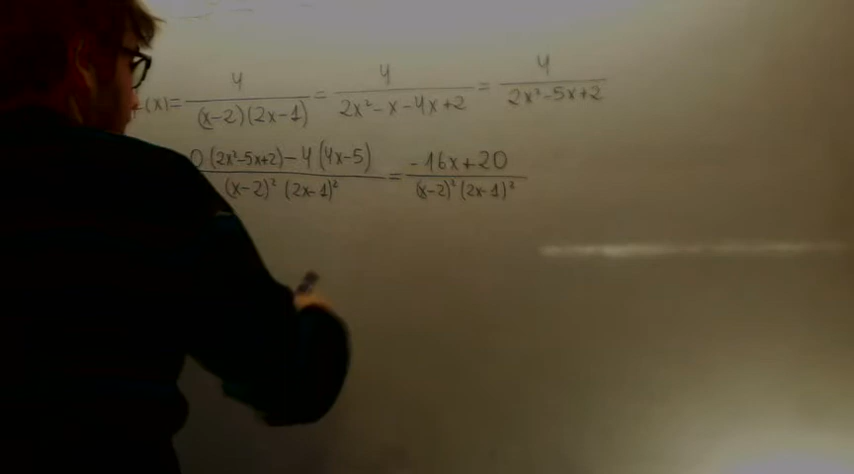 (x)= 4/((x-2)(2x-1)) = 4/(2x²-x-4x+2) = 4/(2x²-5x+2)
(0(2x²-5x+2)-4(4x-5))/((x-2)²(2x-1)²) = (-16x+20)/((x-2)²(2x-1)²)